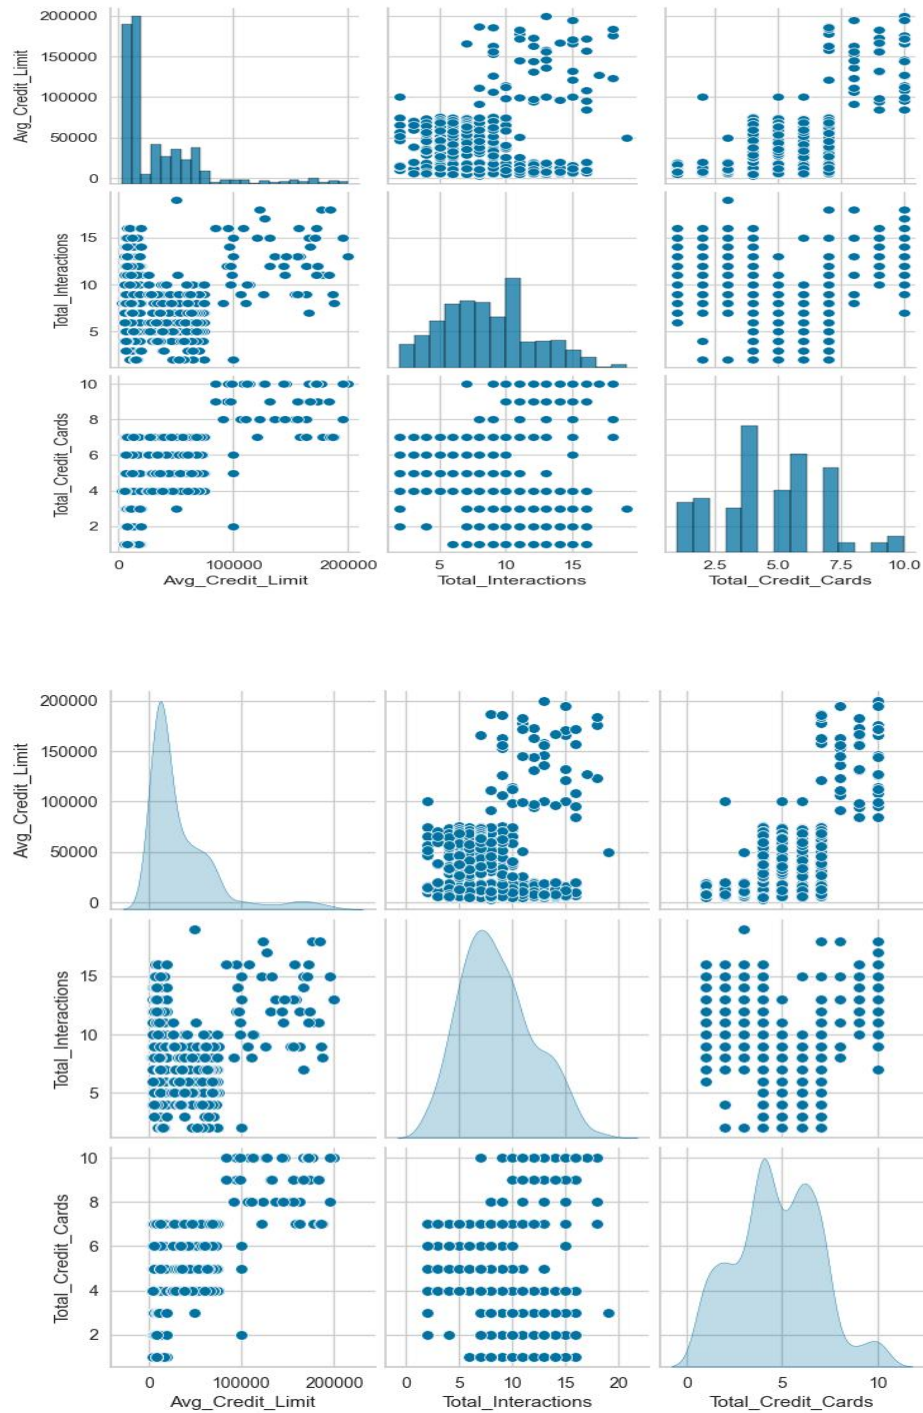 200000
150000
100000
50000
0
Avg_Credit_Limit
15
10
5
Total_Interactions
10
8
6
4
2
Total_Credit_Cards
0 100000 200000 5 10 15 2.5 5.0 7.5 10.0
Avg_Credit_Limit Total_Interactions Total_Credit_Cards
200000
150000
100000
50000
0
Avg_Credit_Limit
15
10
5
Total_Interactions
10
8
6
4
2
Total_Credit_Cards
0 100000 200000 0 5 10 15 20 0 5 10
Avg_Credit_Limit Total_Interactions Total_Credit_Cards